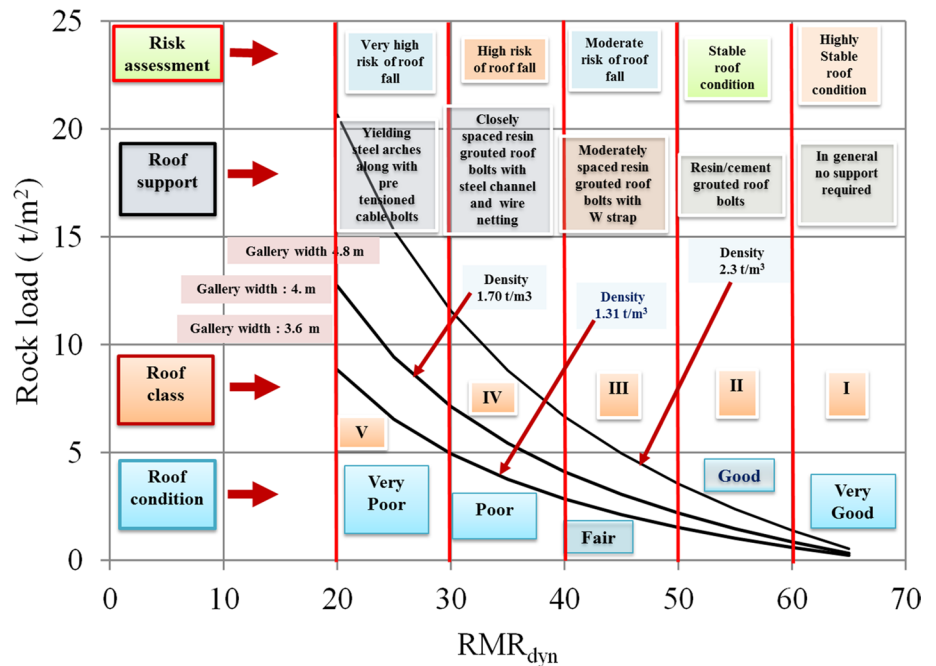 25
20
15
10
5
0
Rock load ( t/m²)
Risk
assessment
Very high
risk of roof
fall
High risk
of roof fall
Moderate
risk of roof
fall
Stable
roof
condition
Highly
Stable
roof
condition
Roof
support
Yielding
steel arches
along with
pre
tensioned
cable bolts
Closely
spaced resin
grouted roof
bolts with
steel channel
and wire
netting
Moderately
spaced resin
grouted roof
bolts with
W strap
Resin/cement
grouted roof
bolts
In general
no support
required
Gallery width 4.8 m
Gallery width : 4. m
Gallery width : 3.6 m
Density
1.70 t/m3
Density
1.31 t/m³
Density
2.3 t/m³
Roof
class
V
IV
III
II
I
Roof
condition
Very
Poor
Poor
Fair
Good
Very
Good
0 10 20 30 40 50 60 70
RMRdyn